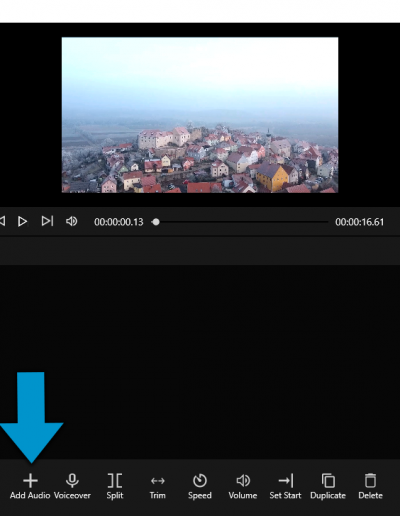 00:00:00.13 00:00:16.61
Add Audio Voiceover Split Trim Speed Volume Set Start Duplicate Delete